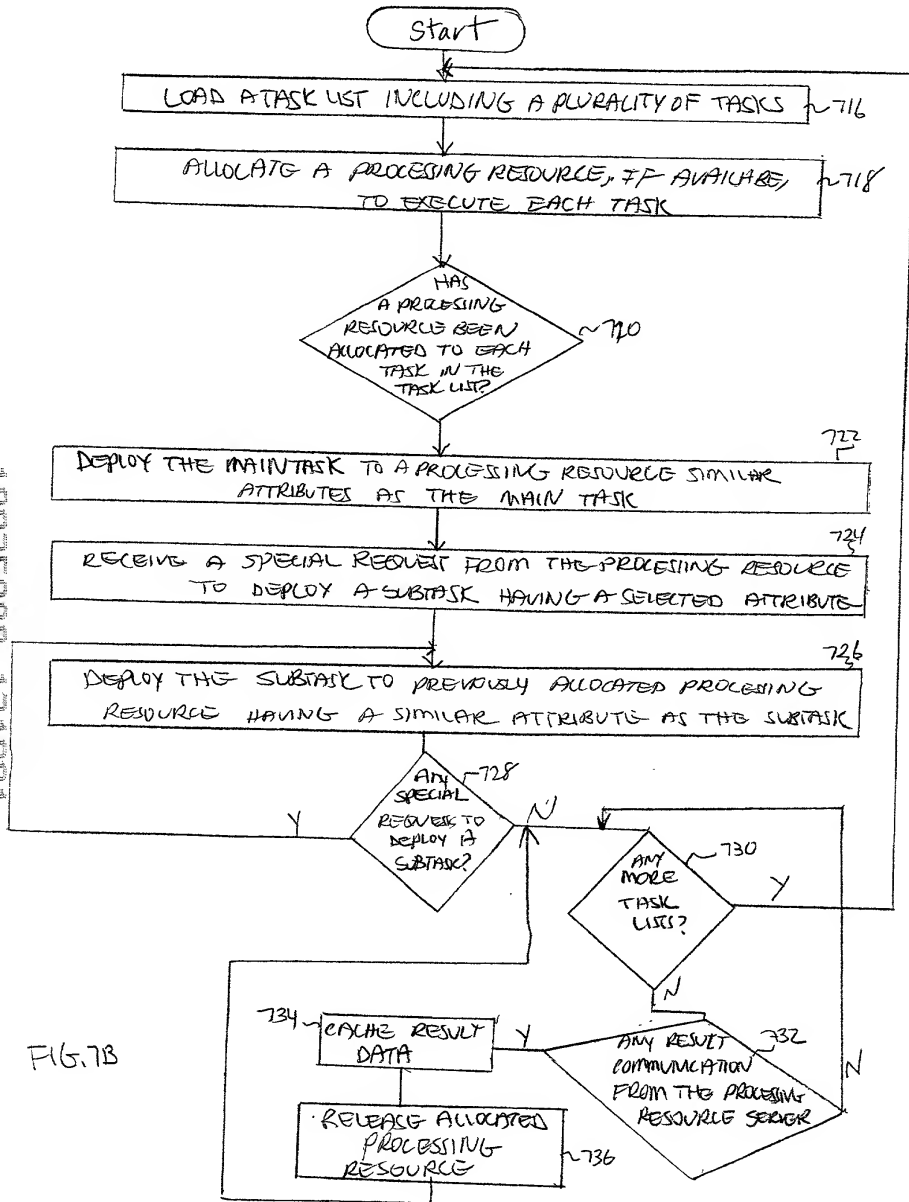 Start
LOAD A TASK LIST INCLUDING A PLURALITY OF TASKS
716
ALLOCATE A PROCESSING RESOURCE, IF AVAILABE,
TO EXECUTE EACH TASK
718
HAS
A PROCESSING
RESOURCE BEEN
ALLOCATED TO EACH
TASK IN THE
TASK LIST?
720
722
DEPLOY THE MAIN TASK TO A PROCESSING RESOURCE SIMILAR
ATTRIBUTES AS THE MAIN TASK
724
RECEIVE A SPECIAL REQUEST FROM THE PROCESSING RESOURCE
TO DEPLOY A SUBTASK HAVING A SELECTED ATTRIBUTE
726
DEPLOY THE SUBTASK TO PREVIOUSLY ALLOCATED PROCESSING
RESOURCE HAVING A SIMILAR ATTRIBUTE AS THE SUBTASK
728
ANY
SPECIAL
REQUEST TO
DEPLOY A
SUBTASK?
Y
N
730
ANY
MORE
TASK
LISTS?
Y
N
732
ANY RESULT
COMMUNICATION
FROM THE PROCESSING
RESOURCE SERVER
Y
N
734
CACHE RESULT
DATA
RELEASE ALLOCATED
PROCESSING
RESOURCE
736
FIG. 7B